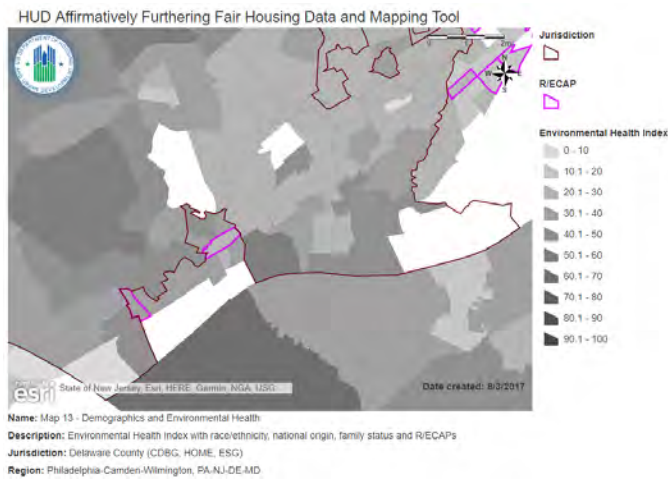 HUD Affirmatively Furthering Fair Housing Data and Mapping Tool
Jurisdiction
R/ECAP
N
W E
S
Environmental Health Index
0 - 10
10.1 - 20
20.1 - 30
30.1 - 40
40.1 - 50
50.1 - 60
60.1 - 70
70.1 - 80
80.1 - 90
90.1 - 100
esri
State of New Jersey, Esri, HERE, Garmin, NGA, USG
Date created: 8/3/2017
Name: Map 13 - Demographics and Environmental Health
Description: Environmental Health Index with race/ethnicity, national origin, family status and R/ECAPs
Jurisdiction: Delaware County (CDBG, HOME, ESG)
Region: Philadelphia-Camden-Wilmington, PA-NJ-DE-MD